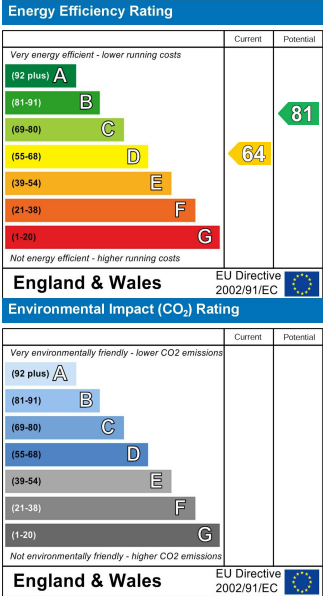 Energy Efficiency Rating
Current Potential
Very energy efficient - lower running costs
(92 plus) A
(81-91) B
81
(69-80) C
(55-68) D
64
(39-54) E
(21-38) F
(1-20) G
Not energy efficient - higher running costs
England & Wales
EU Directive
2002/91/EC
Environmental Impact (CO₂) Rating
Current Potential
Very environmentally friendly - lower CO2 emissions
(92 plus) A
(81-91) B
(69-80) C
(55-68) D
(39-54) E
(21-38) F
(1-20) G
Not environmentally friendly - higher CO2 emissions
England & Wales
EU Directive
2002/91/EC